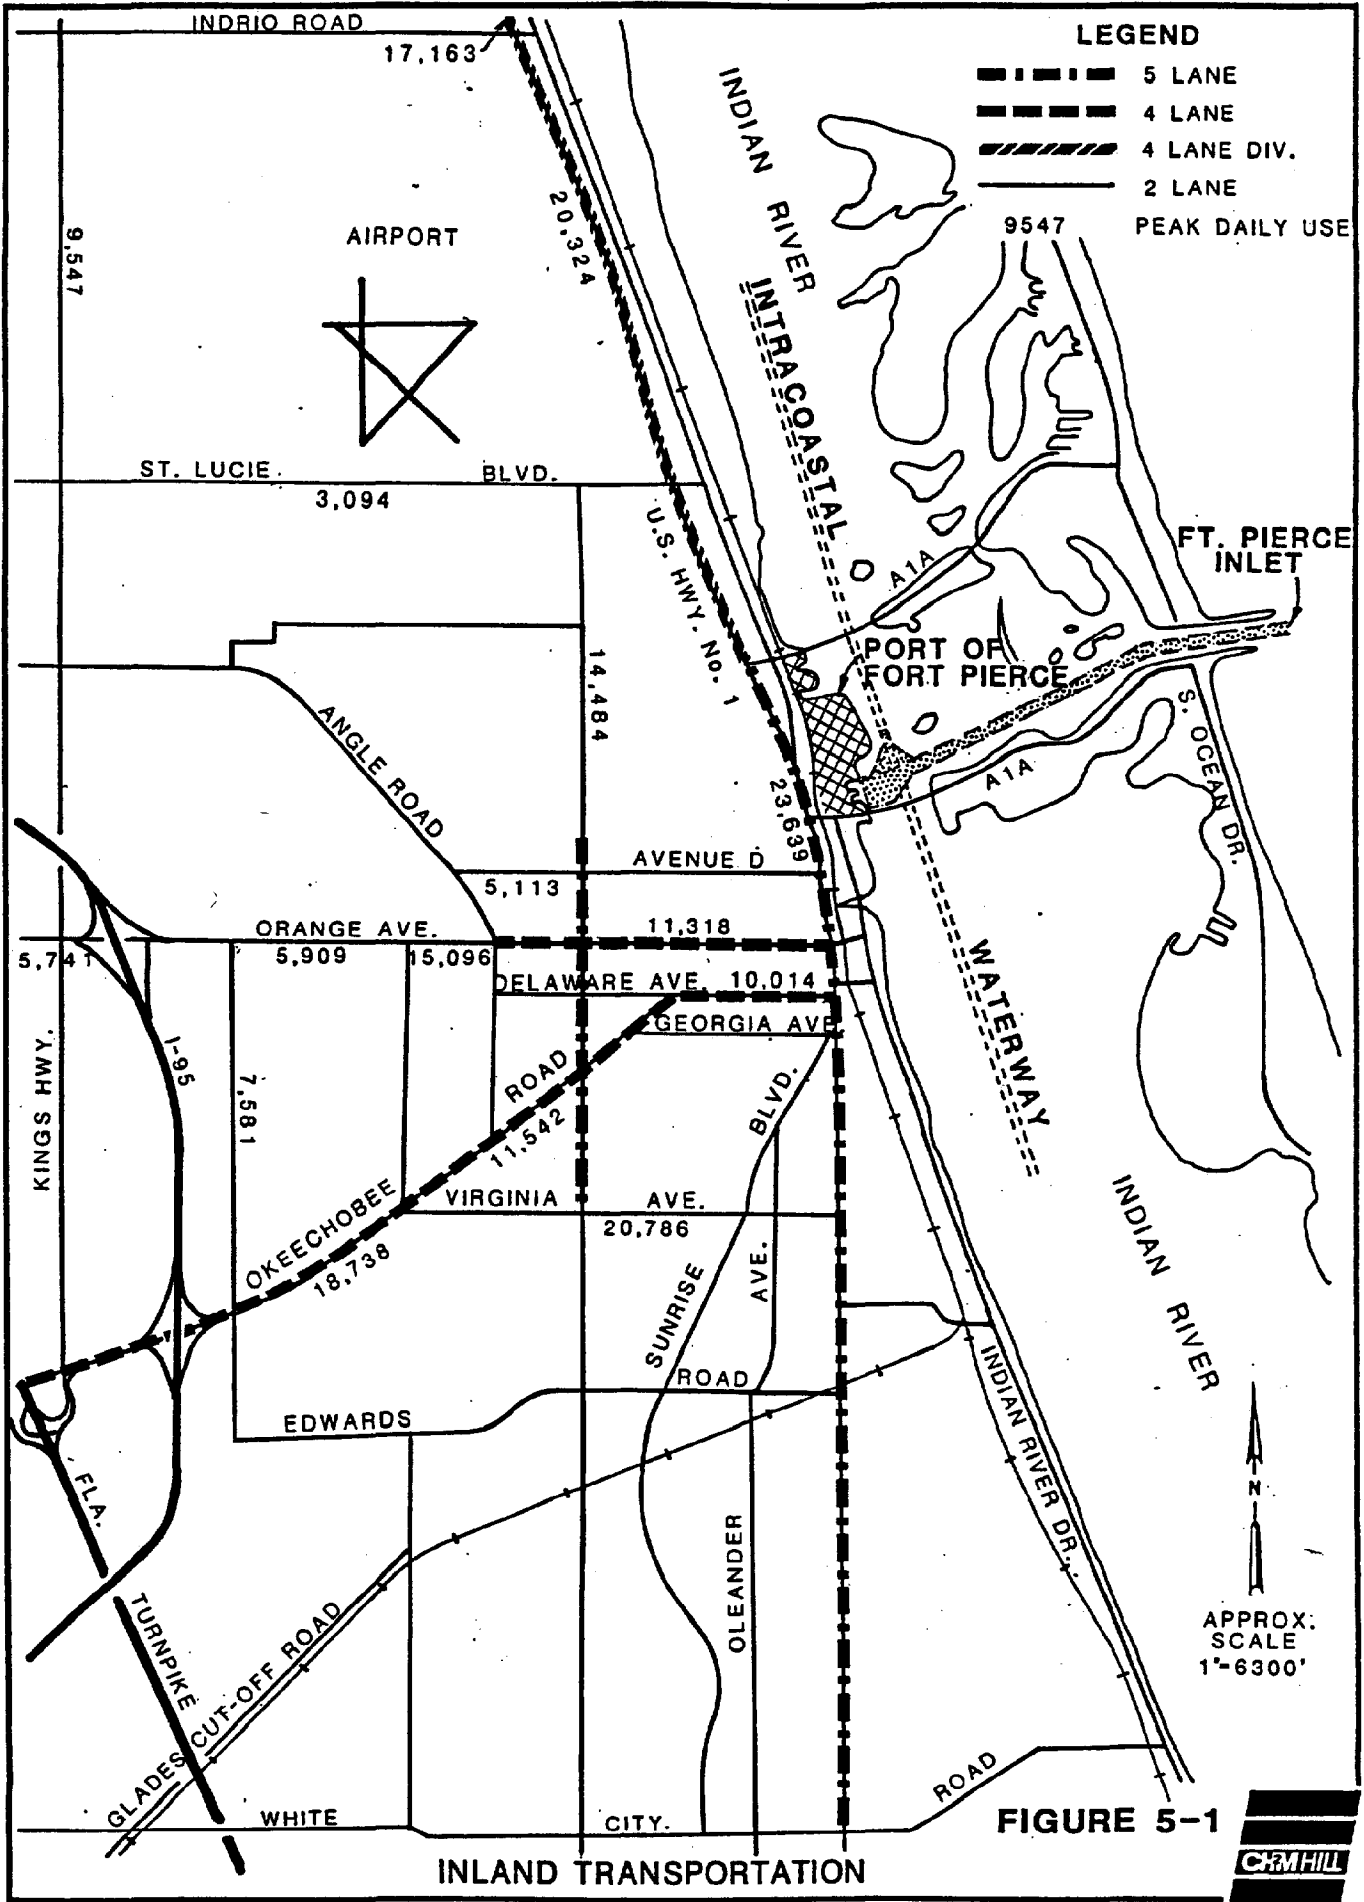 INDRIO ROAD
17,163
LEGEND
5 LANE
4 LANE
4 LANE DIV.
2 LANE
9547 PEAK DAILY USE
INDIAN RIVER
9,547
20,324
AIRPORT
INTRACOASTAL
ST. LUCIE BLVD.
3,094
U.S. HWY. No. 1
A1A
FT. PIERCE
INLET
PORT OF
FORT PIERCE
14,484
ANGLE ROAD
S. OCEAN DR.
A1A
23,639
AVENUE D
5,113
ORANGE AVE.
11,318
5,741
5,909
15,096
DELAWARE AVE. 10,014
GEORGIA AVE
WATERWAY
KINGS HWY.
I-95
7,581
ROAD
11,542
BLVD.
OKEECHOBEE
18,738
VIRGINIA AVE.
20,786
INDIAN RIVER
SUNRISE
AVE.
ROAD
EDWARDS
INDIAN RIVER DR.
N
FLA.
TURNPIKE
OLEANDER
GLADES CUT-OFF ROAD
APPROX.
SCALE
1"=6300'
WHITE CITY.
ROAD
FIGURE 5-1
INLAND TRANSPORTATION
CH2M HILL